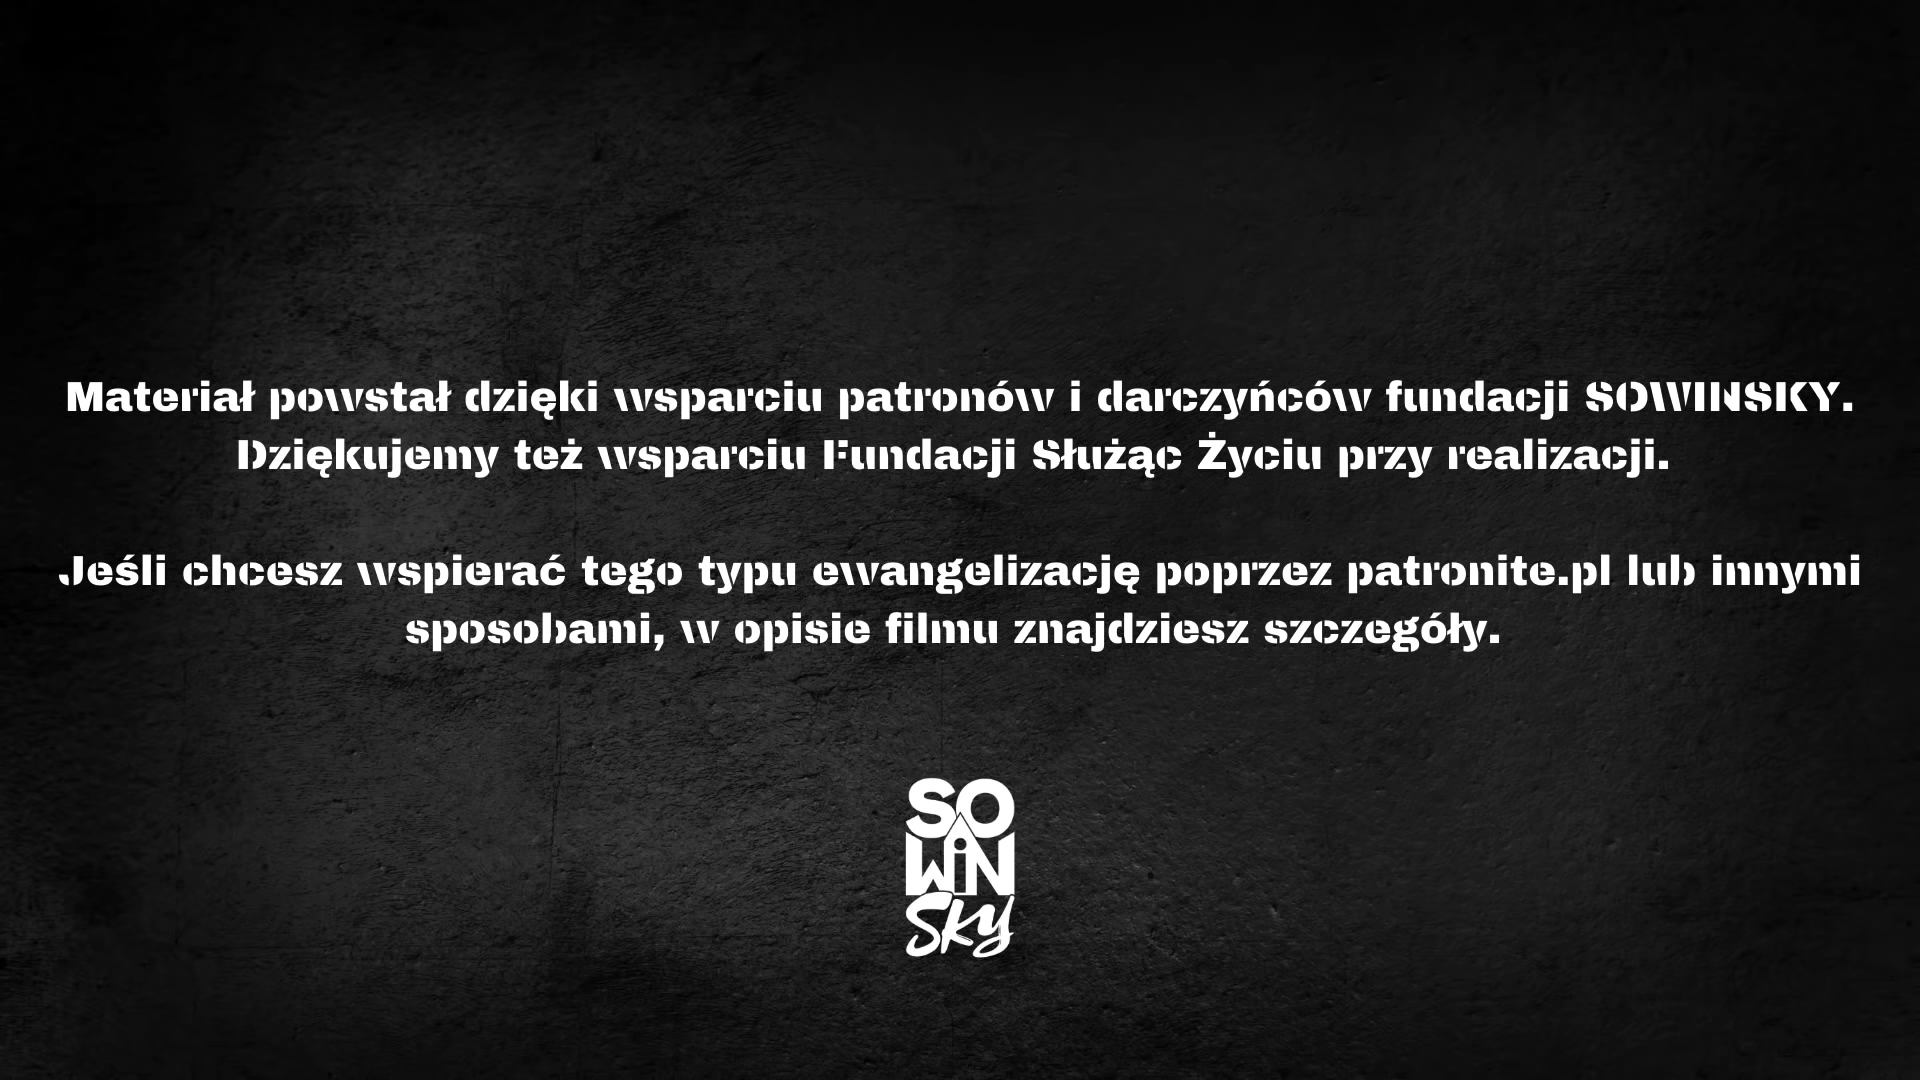 Materiał powstał dzięki wsparciu patronów i darczyńców fundacji SOWINSKY.
Dziękujemy też wsparciu Fundacji Służąc Życiu przy realizacji.
Jeśli chcesz wspierać tego typu ewangelizację poprzez patronite.pl lub innymi
sposobami, w opisie filmu znajdziesz szczegóły.
SO
WiN
Sky